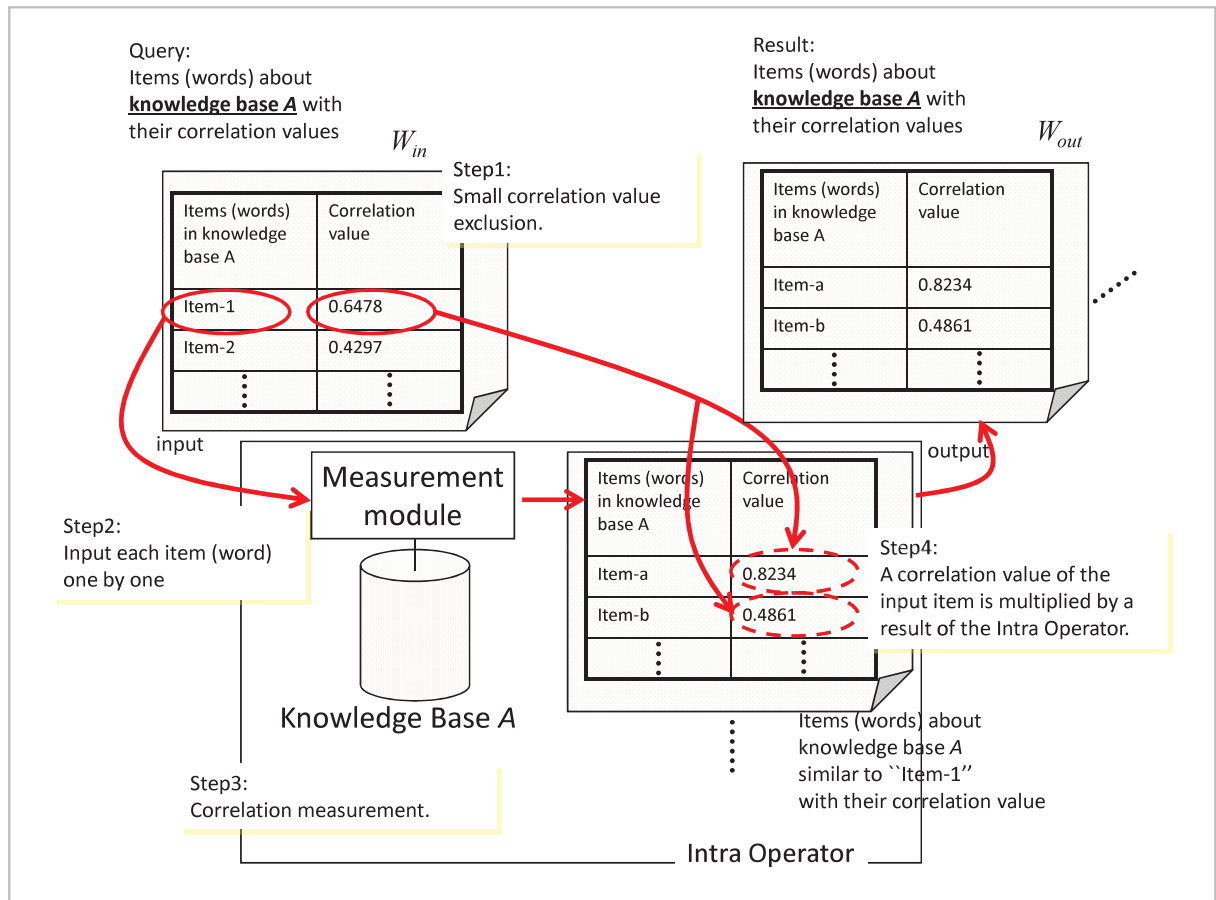 Query:
Items (words) about
knowledge base A with
their correlation values
W_in
Result:
Items (words) about
knowledge base A with
their correlation values
W_out
Step1:
Small correlation value
exclusion.
Items (words)
in knowledge
base A
Correlation
value
Item-1
0.6478
Item-2
0.4297
Items (words)
in knowledge
base A
Correlation
value
Item-a
0.8234
Item-b
0.4861
input
output
Measurement
module
Items (words)
in knowledge
base A
Correlation
value
Item-a
0.8234
Item-b
0.4861
Step2:
Input each item (word)
one by one
Step4:
A correlation value of the
input item is multiplied by a
result of the Intra Operator.
Knowledge Base A
Items (words) about
knowledge base A
similar to ``Item-1’’
with their correlation value
Step3:
Correlation measurement.
Intra Operator